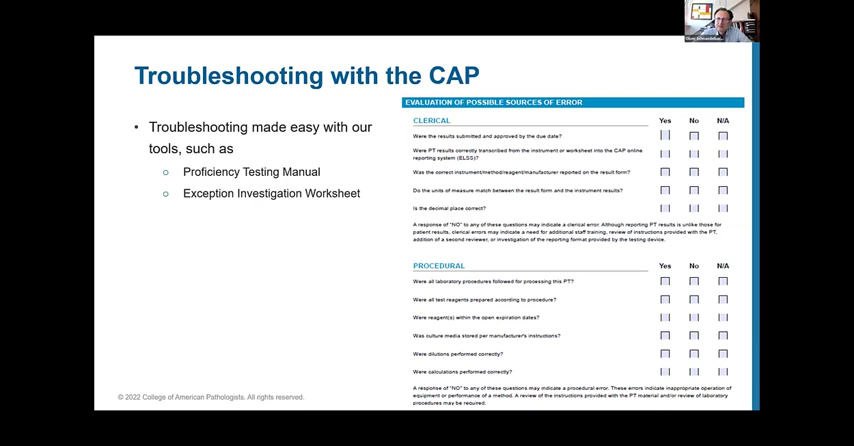 Troubleshooting with the CAP
• Troubleshooting made easy with our
tools, such as
○ Proficiency Testing Manual
○ Exception Investigation Worksheet
EVALUATION OF POSSIBLE SOURCES OF ERROR
CLERICAL Yes No N/A
Were the results submitted and approved by the due date?
Were PT results correctly transcribed from the instrument or worksheet into the CAP online
reporting system (ELSS)?
Was the correct instrument/method/reagent/manufacturer reported on the result form?
Do the units of measure match between the result form and the instrument results?
Is the decimal place correct?
A response of "NO" to any of these questions may indicate a clerical error. Although reporting PT results is unlike those for
patient results, clerical errors may indicate a need for additional staff training, review of instructions provided with the PT,
addition of a second reviewer, or investigation of the reporting format provided by the testing device.
PROCEDURAL Yes No N/A
Were all laboratory procedures followed for processing this PT?
Were all test reagents prepared according to procedure?
Were reagent(s) within the open expiration dates?
Was culture media stored per manufacturer's instructions?
Were dilutions performed correctly?
Were calculations performed correctly?
A response of "NO" to any of these questions may indicate a procedural error. These errors indicate inappropriate operation of
equipment or performance of a method. A review of the instructions provided with the PT material and/or review of laboratory
procedures may be required.
© 2022 College of American Pathologists. All rights reserved.